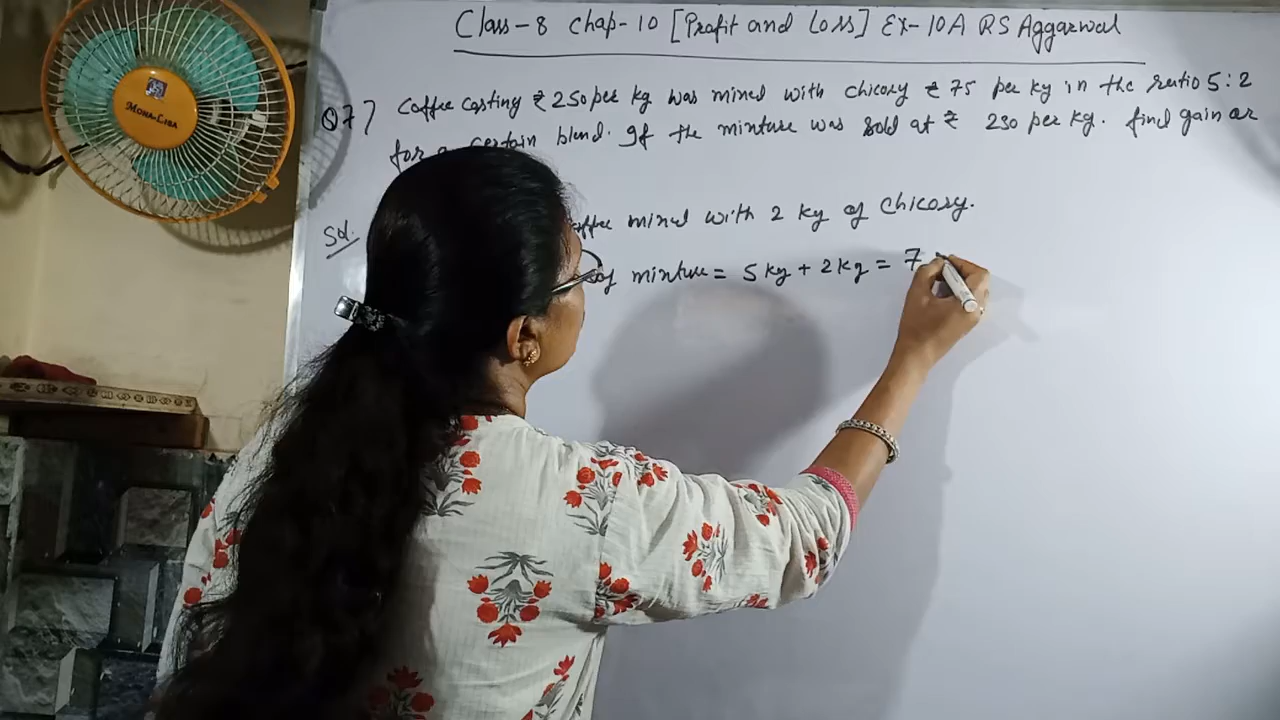 MONA-LISA
Class-8 Chap-10 [Profit and Loss] Ex-10A RS Aggarwal
Q7) Coffee costing ₹ 250 per kg was mixed with chicory ₹ 75 per kg in the ratio 5:2
for a certain blend. If the mixture was sold at ₹ 230 per kg. find gain or
Sol. mixed with 2 kg of chicory.
of mixture = 5 kg + 2 kg = 7